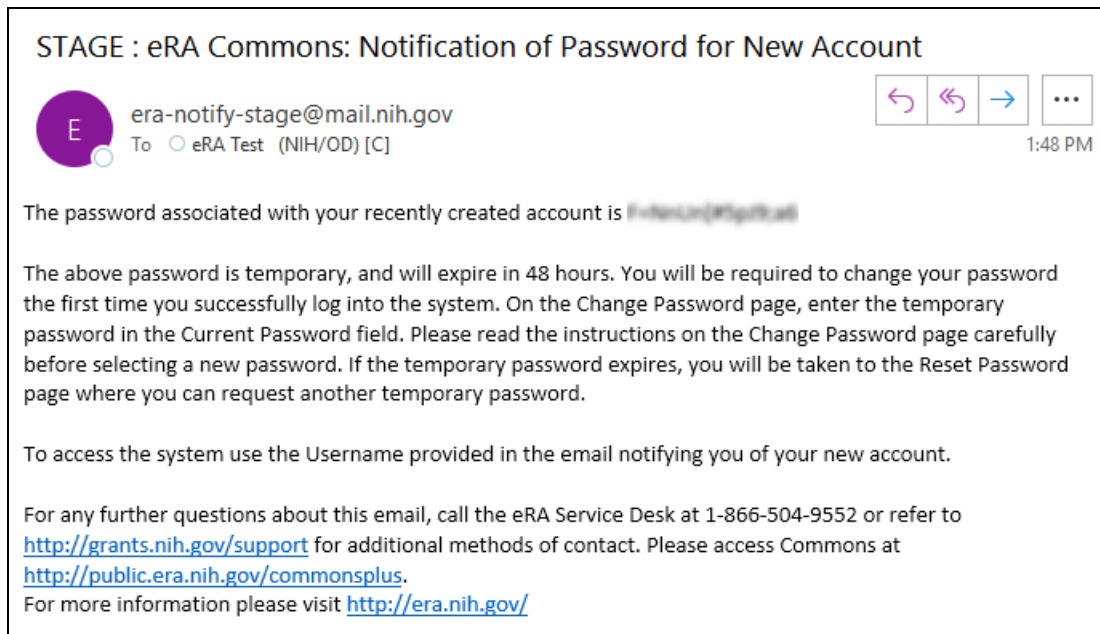 STAGE : eRA Commons: Notification of Password for New Account
E
era-notify-stage@mail.nih.gov
To eRA Test (NIH/OD) [C]
1:48 PM
The password associated with your recently created account is
The above password is temporary, and will expire in 48 hours. You will be required to change your password
the first time you successfully log into the system. On the Change Password page, enter the temporary
password in the Current Password field. Please read the instructions on the Change Password page carefully
before selecting a new password. If the temporary password expires, you will be taken to the Reset Password
page where you can request another temporary password.
To access the system use the Username provided in the email notifying you of your new account.
For any further questions about this email, call the eRA Service Desk at 1-866-504-9552 or refer to
http://grants.nih.gov/support for additional methods of contact. Please access Commons at
http://public.era.nih.gov/commonsplus.
For more information please visit http://era.nih.gov/